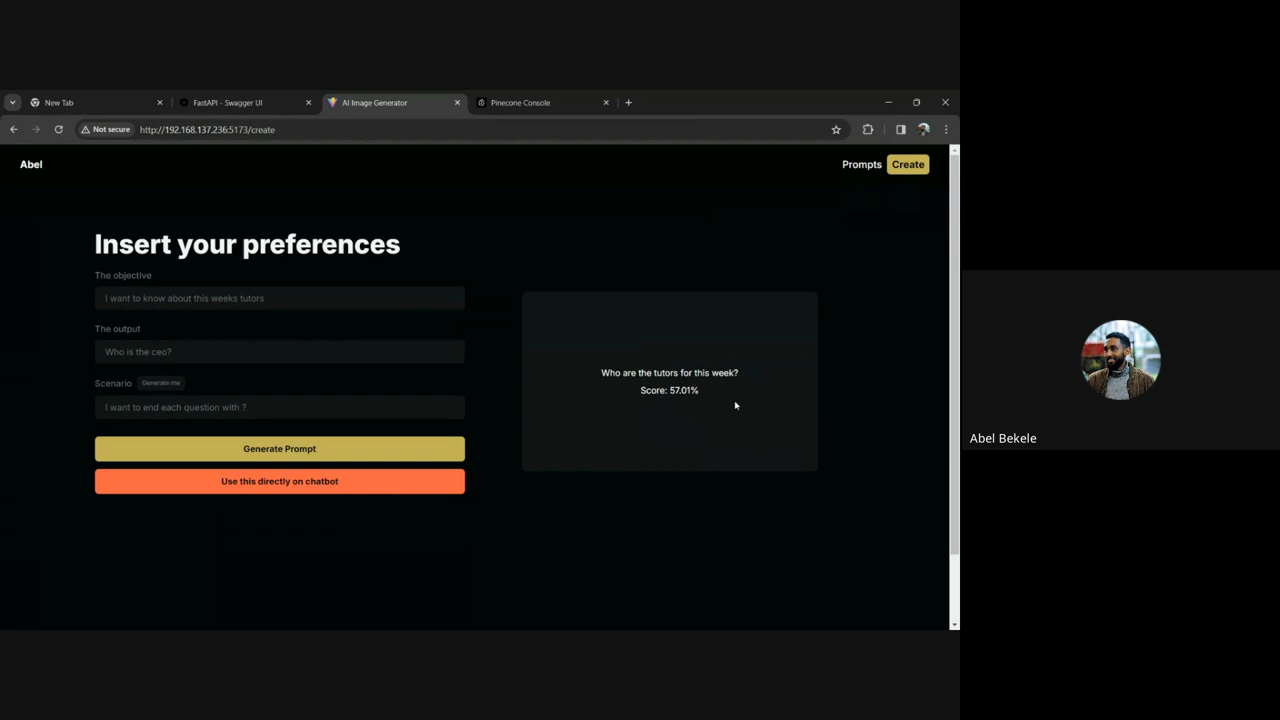 New Tab
FastAPI - Swagger UI
AI Image Generator
Pinecone Console
Not secure
http://192.168.137.236:5173/create
Abel
Prompts
Create
Insert your preferences
The objective
I want to know about this weeks tutors
The output
Who is the ceo?
Scenario
Generate me
I want to end each question with ?
Generate Prompt
Use this directly on chatbot
Who are the tutors for this week?
Score: 57.01%
Abel Bekele